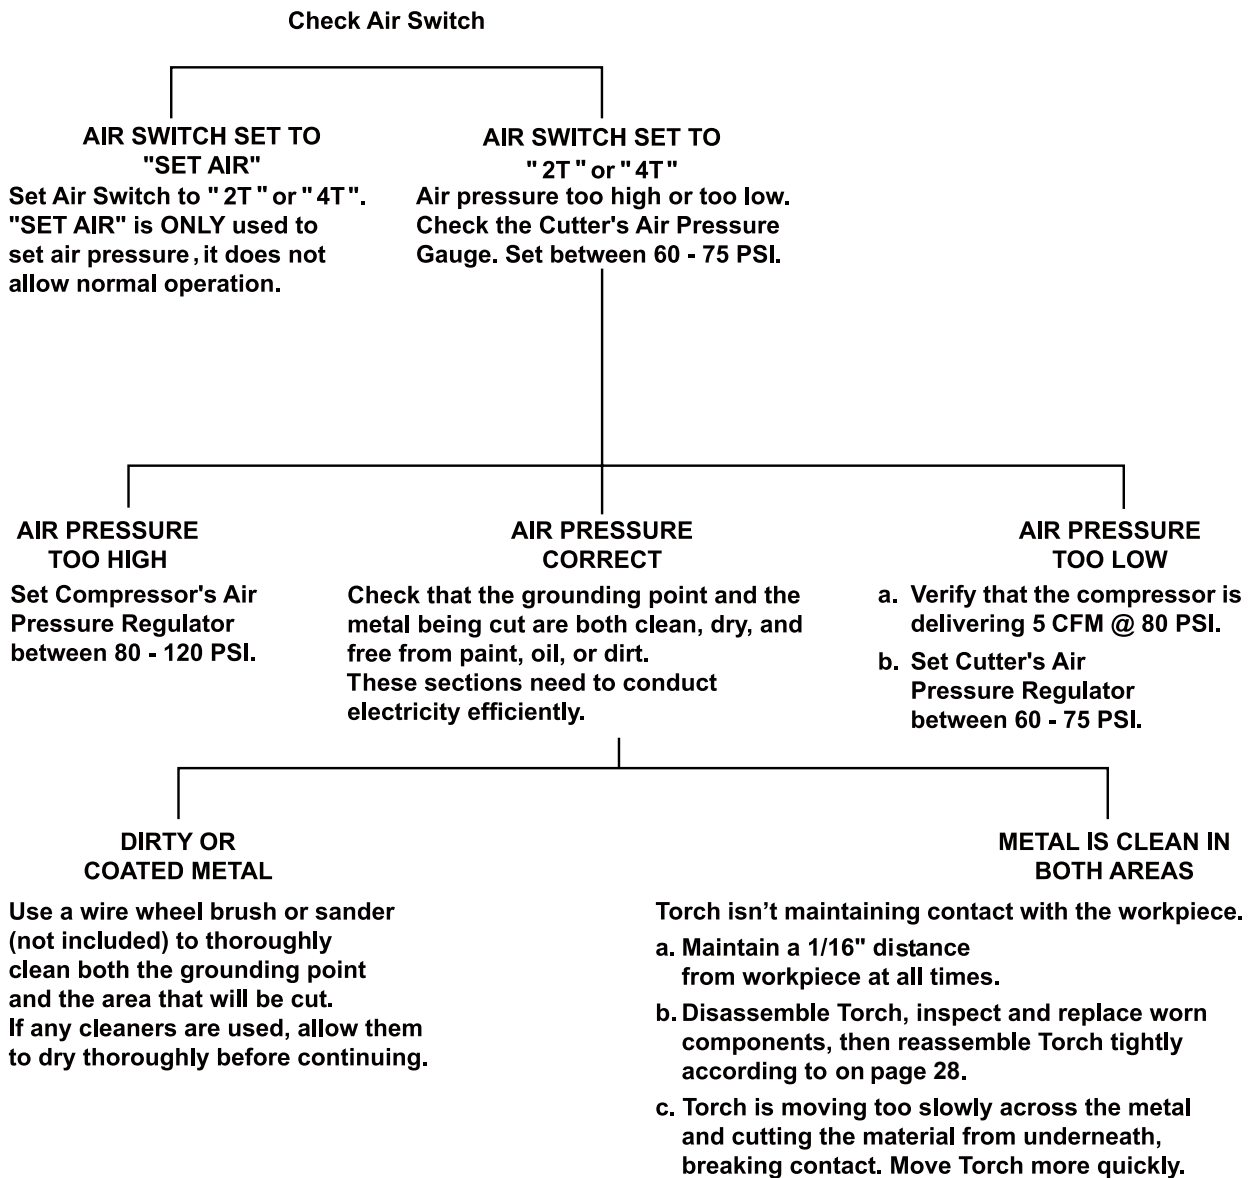 Check Air Switch
AIR SWITCH SET TO
"SET AIR"
Set Air Switch to "2T" or "4T".
"SET AIR" is ONLY used to
set air pressure, it does not
allow normal operation.
AIR SWITCH SET TO
"2T" or "4T"
Air pressure too high or too low.
Check the Cutter's Air Pressure
Gauge. Set between 60 - 75 PSI.
AIR PRESSURE
TOO HIGH
Set Compressor's Air
Pressure Regulator
between 80 - 120 PSI.
AIR PRESSURE
CORRECT
Check that the grounding point and the
metal being cut are both clean, dry, and
free from paint, oil, or dirt.
These sections need to conduct
electricity efficiently.
AIR PRESSURE
TOO LOW
a. Verify that the compressor is
delivering 5 CFM @ 80 PSI.
b. Set Cutter's Air
Pressure Regulator
between 60 - 75 PSI.
DIRTY OR
COATED METAL
Use a wire wheel brush or sander
(not included) to thoroughly
clean both the grounding point
and the area that will be cut.
If any cleaners are used, allow them
to dry thoroughly before continuing.
METAL IS CLEAN IN
BOTH AREAS
Torch isn't maintaining contact with the workpiece.
a. Maintain a 1/16" distance
from workpiece at all times.
b. Disassemble Torch, inspect and replace worn
components, then reassemble Torch tightly
according to on page 28.
c. Torch is moving too slowly across the metal
and cutting the material from underneath,
breaking contact. Move Torch more quickly.